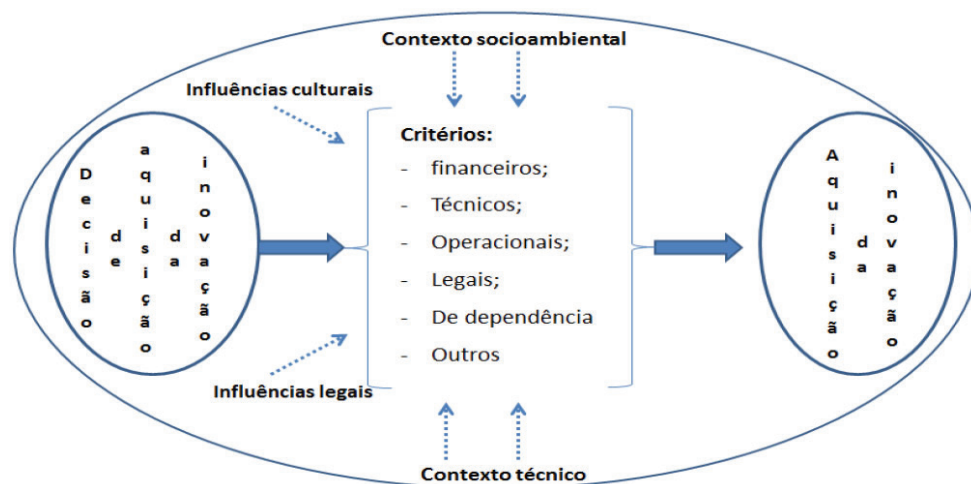 Contexto socioambiental
Influências culturais
Decisão
de
aquisição
da
inovação
Critérios:
- financeiros;
- Técnicos;
- Operacionais;
- Legais;
- De dependência
- Outros
Aquisição
da
inovação
Influências legais
Contexto técnico